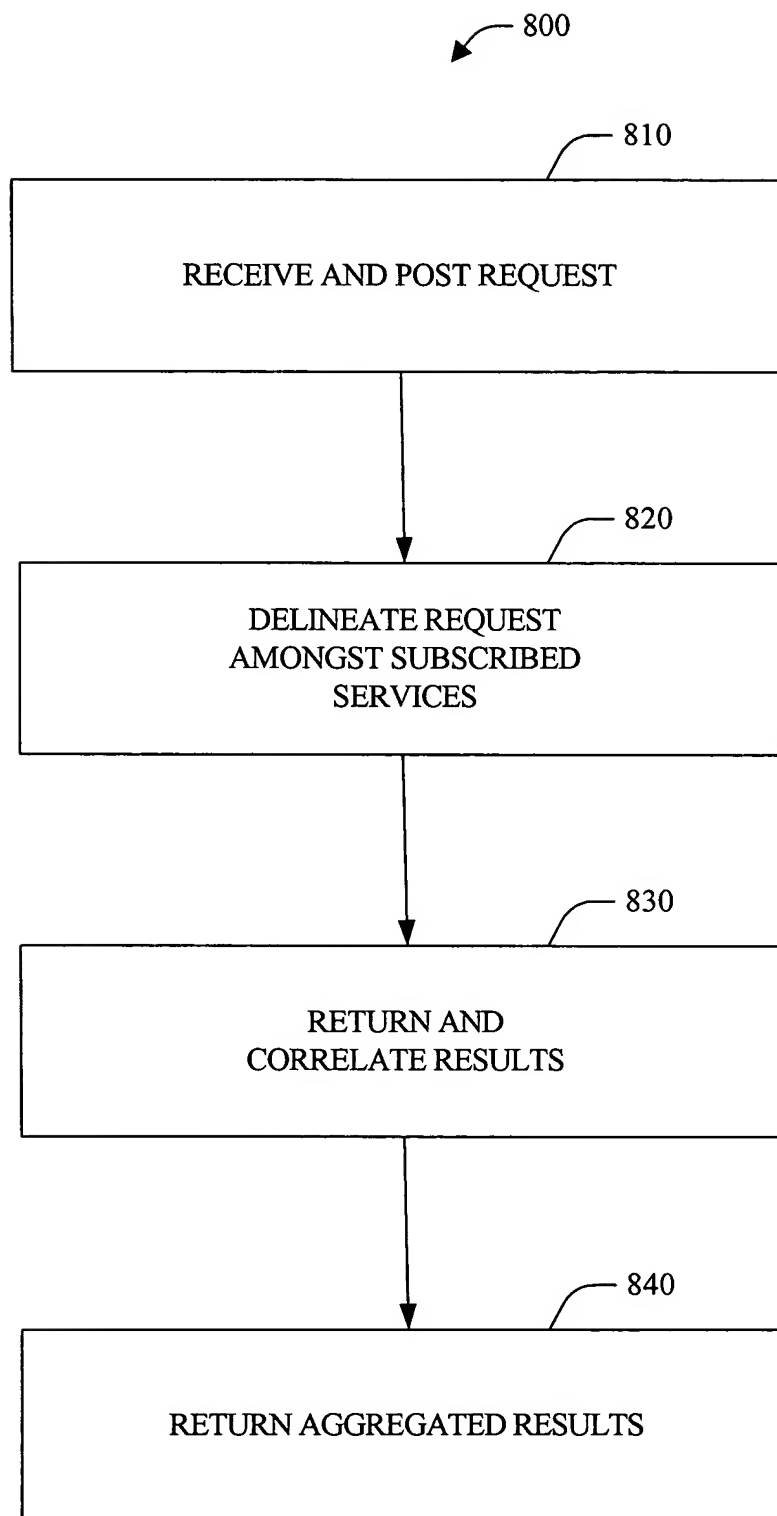 800
810
RECEIVE AND POST REQUEST
820
DELINEATE REQUEST
AMONGST SUBSCRIBED
SERVICES
830
RETURN AND
CORRELATE RESULTS
840
RETURN AGGREGATED RESULTS